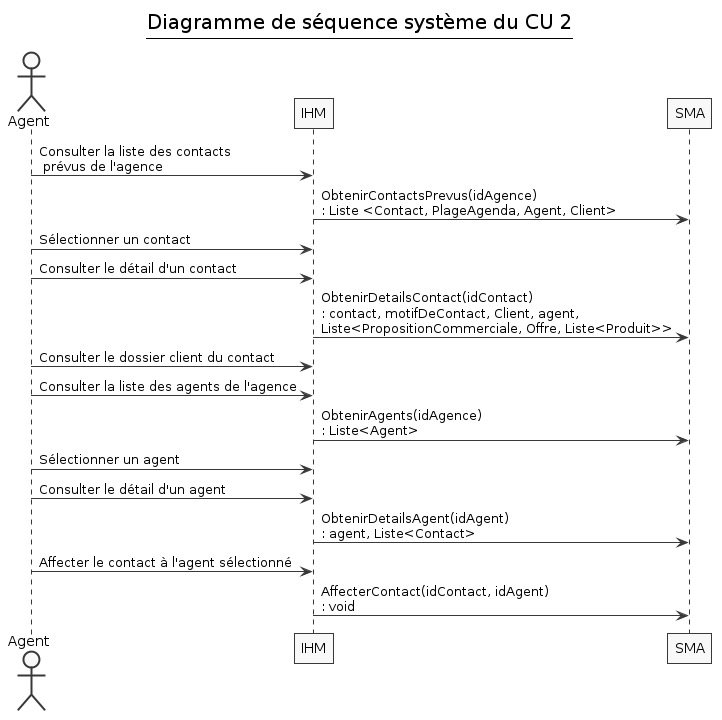 Diagramme de séquence système du CU 2
Agent
IHM
SMA
Consulter la liste des contacts
prévus de l'agence
ObtenirContactsPrevus(idAgence)
: Liste <Contact, PlageAgenda, Agent, Client>
Sélectionner un contact
Consulter le détail d'un contact
ObtenirDetailsContact(idContact)
: contact, motifDeContact, Client, agent,
Liste<PropositionCommerciale, Offre, Liste<Produit>>
Consulter le dossier client du contact
Consulter la liste des agents de l'agence
ObtenirAgents(idAgence)
: Liste<Agent>
Sélectionner un agent
Consulter le détail d'un agent
ObtenirDetailsAgent(idAgent)
: agent, Liste<Contact>
Affecter le contact à l'agent sélectionné
AffecterContact(idContact, idAgent)
: void
Agent
IHM
SMA